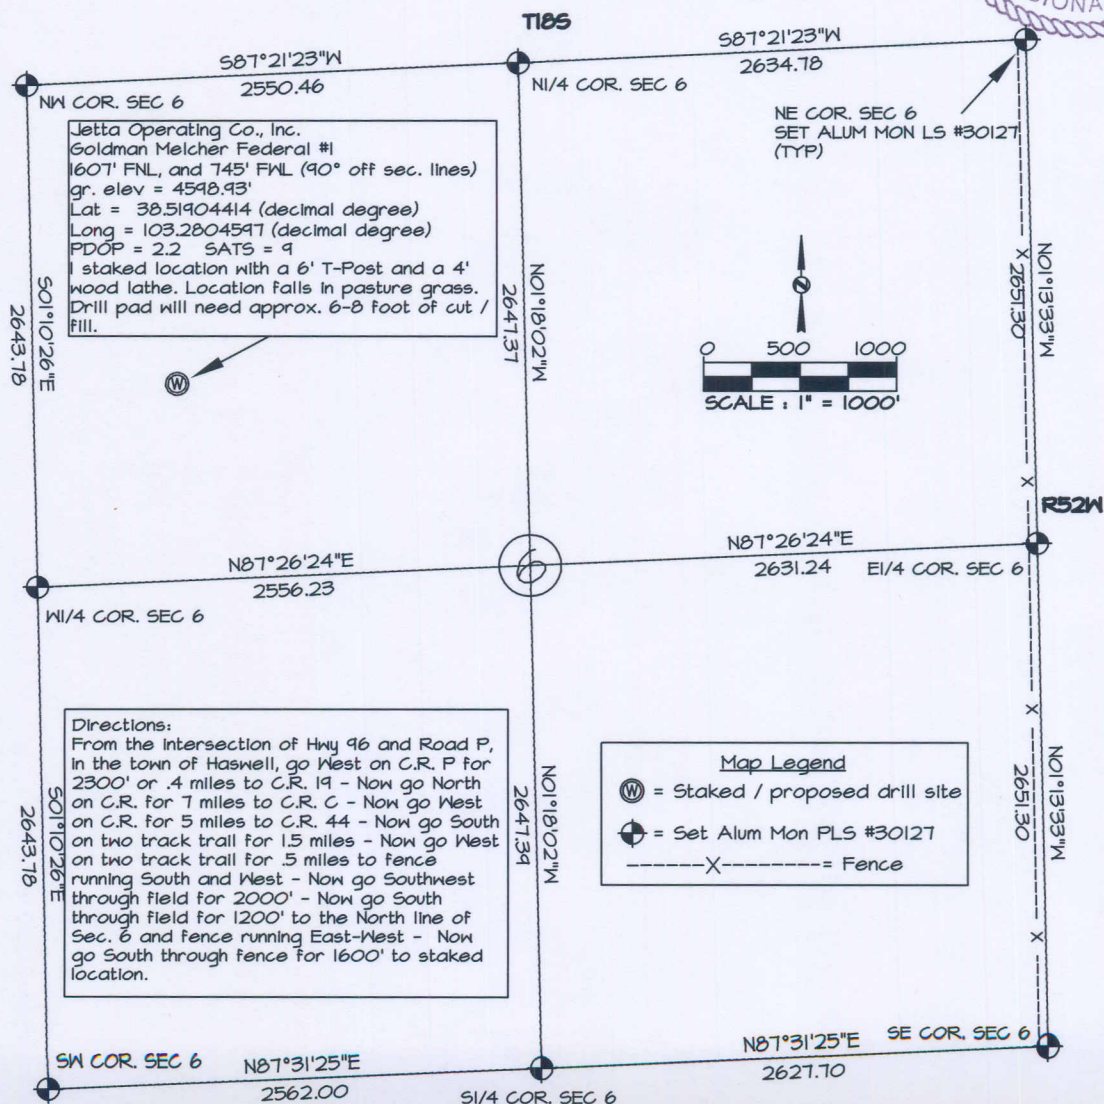 SIONA
T18S
S87°21'23"W
2550.46
S87°21'23"W
2634.78
NW COR. SEC 6
N1/4 COR. SEC 6
NE COR. SEC 6
SET ALUM MON LS #30127
(TYP)
Jetta Operating Co., Inc.
Goldman Melcher Federal #1
1607' FNL, and 745' FWL (90° off sec. lines)
gr. elev = 4598.93'
Lat = 38.51904414 (decimal degree)
Long = 103.2804597 (decimal degree)
PDOP = 2.2 SATS = 9
I staked location with a 6' T-Post and a 4'
wood lathe. Location falls in pasture grass.
Drill pad will need approx. 6-8 foot of cut /
fill.
S01°10'26"E
2643.78
N01°18'02"W
2647.37
N01°13'33"W
X
2651.30
N
0 500 1000
SCALE : 1" = 1000'
W
X
R52W
N87°26'24"E
2556.23
6
N87°26'24"E
2631.24
E1/4 COR. SEC 6
W1/4 COR. SEC 6
Directions:
From the intersection of Hwy 96 and Road P,
in the town of Haswell, go West on C.R. P for
2300' or .4 miles to C.R. 19 - Now go North
on C.R. for 7 miles to C.R. C - Now go West
on C.R. for 5 miles to C.R. 44 - Now go South
on two track trail for 1.5 miles - Now go West
on two track trail for .5 miles to fence
running South and West - Now go Southwest
through field for 2000' - Now go South
through field for 1200' to the North line of
Sec. 6 and fence running East-West - Now
go South through fence for 1600' to staked
location.
S01°10'26"E
2643.78
N01°18'02"W
2647.39
Map Legend
W = Staked / proposed drill site
= Set Alum Mon PLS #30127
------X--------- = Fence
X
N01°13'33"W
2651.30
X
SW COR. SEC 6
N87°31'25"E
2562.00
S1/4 COR. SEC 6
N87°31'25"E
2627.70
SE COR. SEC 6